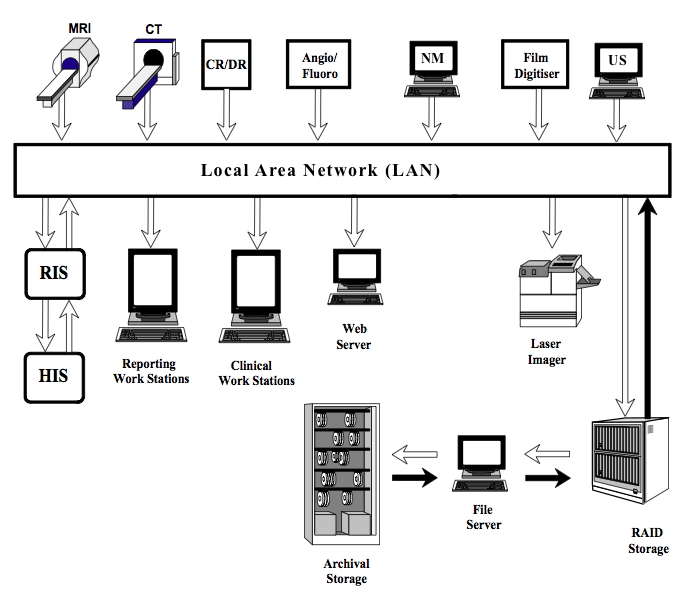 MRI
CT
CR/DR
Angio/
Fluoro
NM
Film
Digitiser
US
Local Area Network (LAN)
RIS
HIS
Reporting
Work Stations
Clinical
Work Stations
Web
Server
Laser
Imager
File
Server
RAID
Storage
Archival
Storage